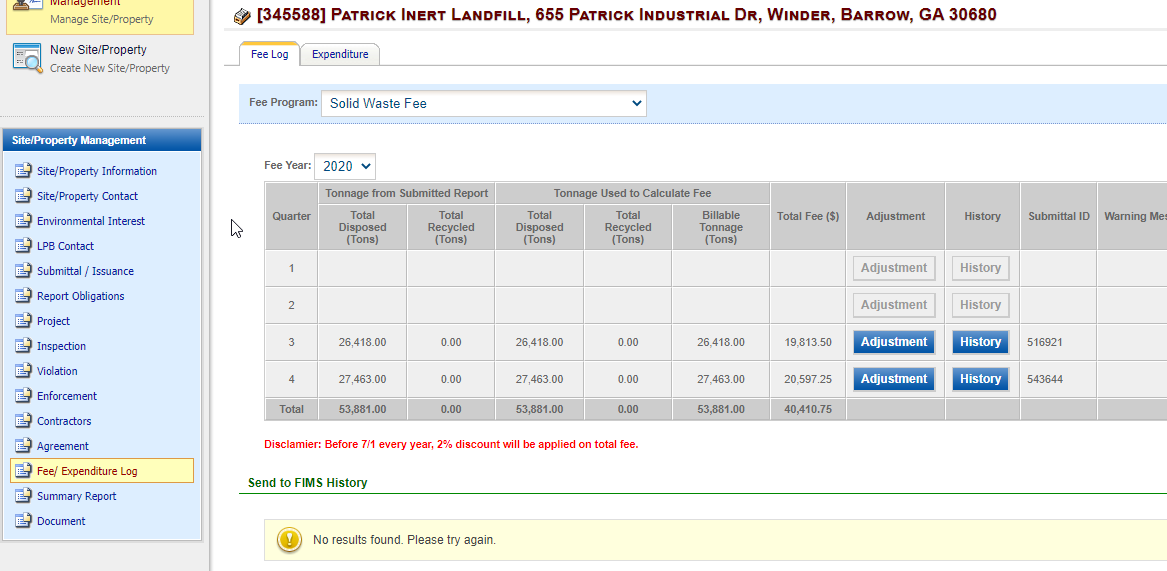 Management
Manage Site/Property
New Site/Property
Create New Site/Property
Site/Property Management
Site/Property Information
Site/Property Contact
Environmental Interest
LPB Contact
Submittal / Issuance
Report Obligations
Project
Inspection
Violation
Enforcement
Contractors
Agreement
Fee/ Expenditure Log
Summary Report
Document
[345588] Patrick Inert Landfill, 655 Patrick Industrial Dr, Winder, Barrow, GA 30680
Fee Log Expenditure
Fee Program: Solid Waste Fee
Fee Year: 2020
Tonnage from Submitted Report Tonnage Used to Calculate Fee
Quarter Total Disposed (Tons) Total Recycled (Tons) Total Disposed (Tons) Total Recycled (Tons) Billable Tonnage (Tons) Total Fee ($) Adjustment History Submittal ID Warning Mes
1 Adjustment History
2 Adjustment History
3 26,418.00 0.00 26,418.00 0.00 26,418.00 19,813.50 Adjustment History 516921
4 27,463.00 0.00 27,463.00 0.00 27,463.00 20,597.25 Adjustment History 543644
Total 53,881.00 0.00 53,881.00 0.00 53,881.00 40,410.75
Disclamier: Before 7/1 every year, 2% discount will be applied on total fee.
Send to FIMS History
No results found. Please try again.